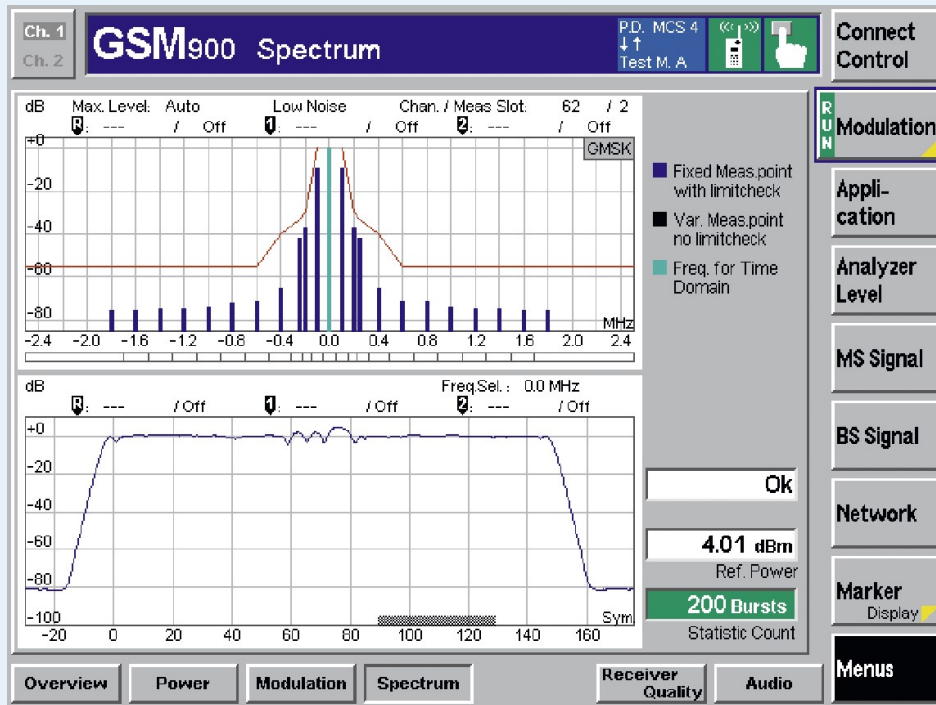 Ch. 1
Ch. 2
GSM900 Spectrum
P.D. MCS 4
Test M. A
Connect Control
dB Max. Level: Auto Low Noise Chan. / Meas Slot: 62 / 2
R: --- / Off 1: --- / Off 2: --- / Off
GMSK
+0
-20
-40
-60
-80
MHz
-2.4 -2.0 -1.6 -1.2 -0.8 -0.4 0.0 0.4 0.8 1.2 1.6 2.0 2.4
Fixed Meas.point
with limitcheck
Var. Meas.point
no limitcheck
Freq. for Time
Domain
dB Freq.Sel.: 0.0 MHz
R: --- / Off 1: --- / Off 2: --- / Off
+0
-20
-40
-60
-80
-100
Sym
-20 0 20 40 60 80 100 120 140 160
Ok
4.01 dBm
Ref. Power
200 Bursts
Statistic Count
RUN
Modulation
Appli-
cation
Analyzer
Level
MS Signal
BS Signal
Network
Marker
Display
Menus
Overview Power Modulation Spectrum Receiver Quality Audio